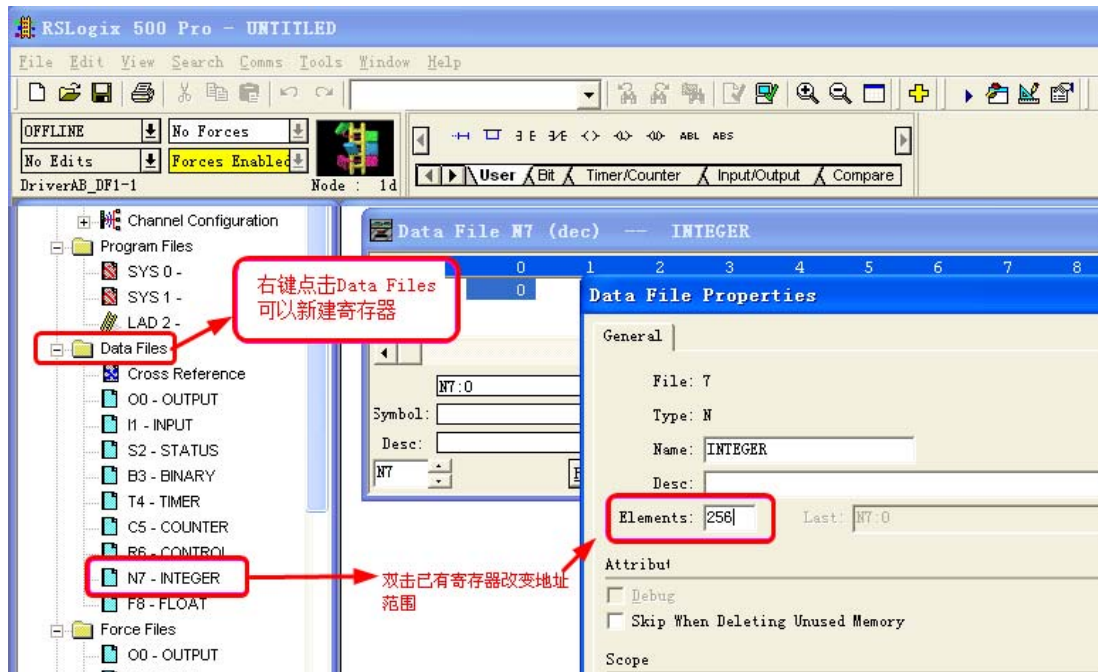 RSLogix 500 Pro - UNTITLED
File Edit View Search Comms Tools Window Help
OFFLINE No Forces
No Edits Forces Enabled
DriverAB_DF1-1 Node : 1d
ABL ABS
User Bit Timer/Counter Input/Output Compare
Channel Configuration
Program Files
SYS 0 -
SYS 1 -
LAD 2 -
Data Files
Cross Reference
O0 - OUTPUT
I1 - INPUT
S2 - STATUS
B3 - BINARY
T4 - TIMER
C5 - COUNTER
R6 - CONTROL
N7 - INTEGER
F8 - FLOAT
Force Files
O0 - OUTPUT
右键点击Data Files
可以新建寄存器
Data File N7 (dec) -- INTEGER
0 1 2 3 4 5 6 7 8
0
N7:0
Symbol:
Desc:
N7
Data File Properties
General
File: 7
Type: N
Name: INTEGER
Desc:
Elements: 256 Last: N7:0
Debug
Skip When Deleting Unused Memory
Scope
双击已有寄存器改变地址
范围